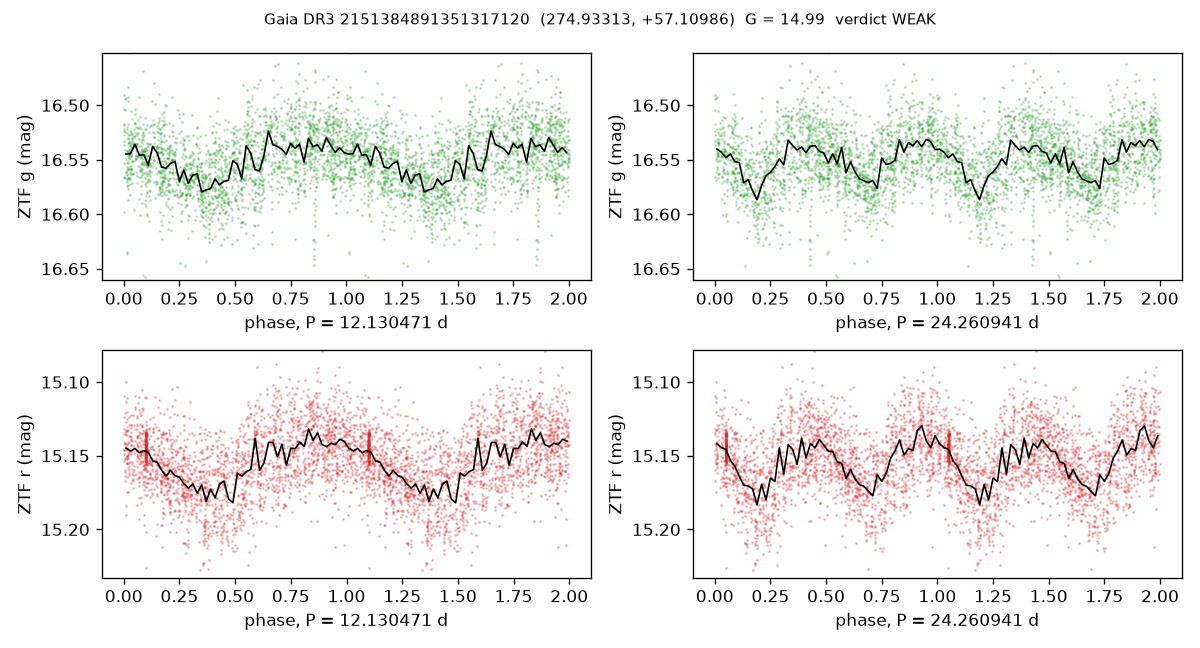 Gaia DR3 2151384891351317120  (274.93313, +57.10986)  G = 14.99  verdict WEAK
ZTF g (mag)
16.50
16.55
16.60
16.65
0.00 0.25 0.50 0.75 1.00 1.25 1.50 1.75 2.00
phase, P = 12.130471 d
ZTF g (mag)
16.50
16.55
16.60
16.65
0.00 0.25 0.50 0.75 1.00 1.25 1.50 1.75 2.00
phase, P = 24.260941 d
ZTF r (mag)
15.10
15.15
15.20
0.00 0.25 0.50 0.75 1.00 1.25 1.50 1.75 2.00
phase, P = 12.130471 d
ZTF r (mag)
15.10
15.15
15.20
0.00 0.25 0.50 0.75 1.00 1.25 1.50 1.75 2.00
phase, P = 24.260941 d